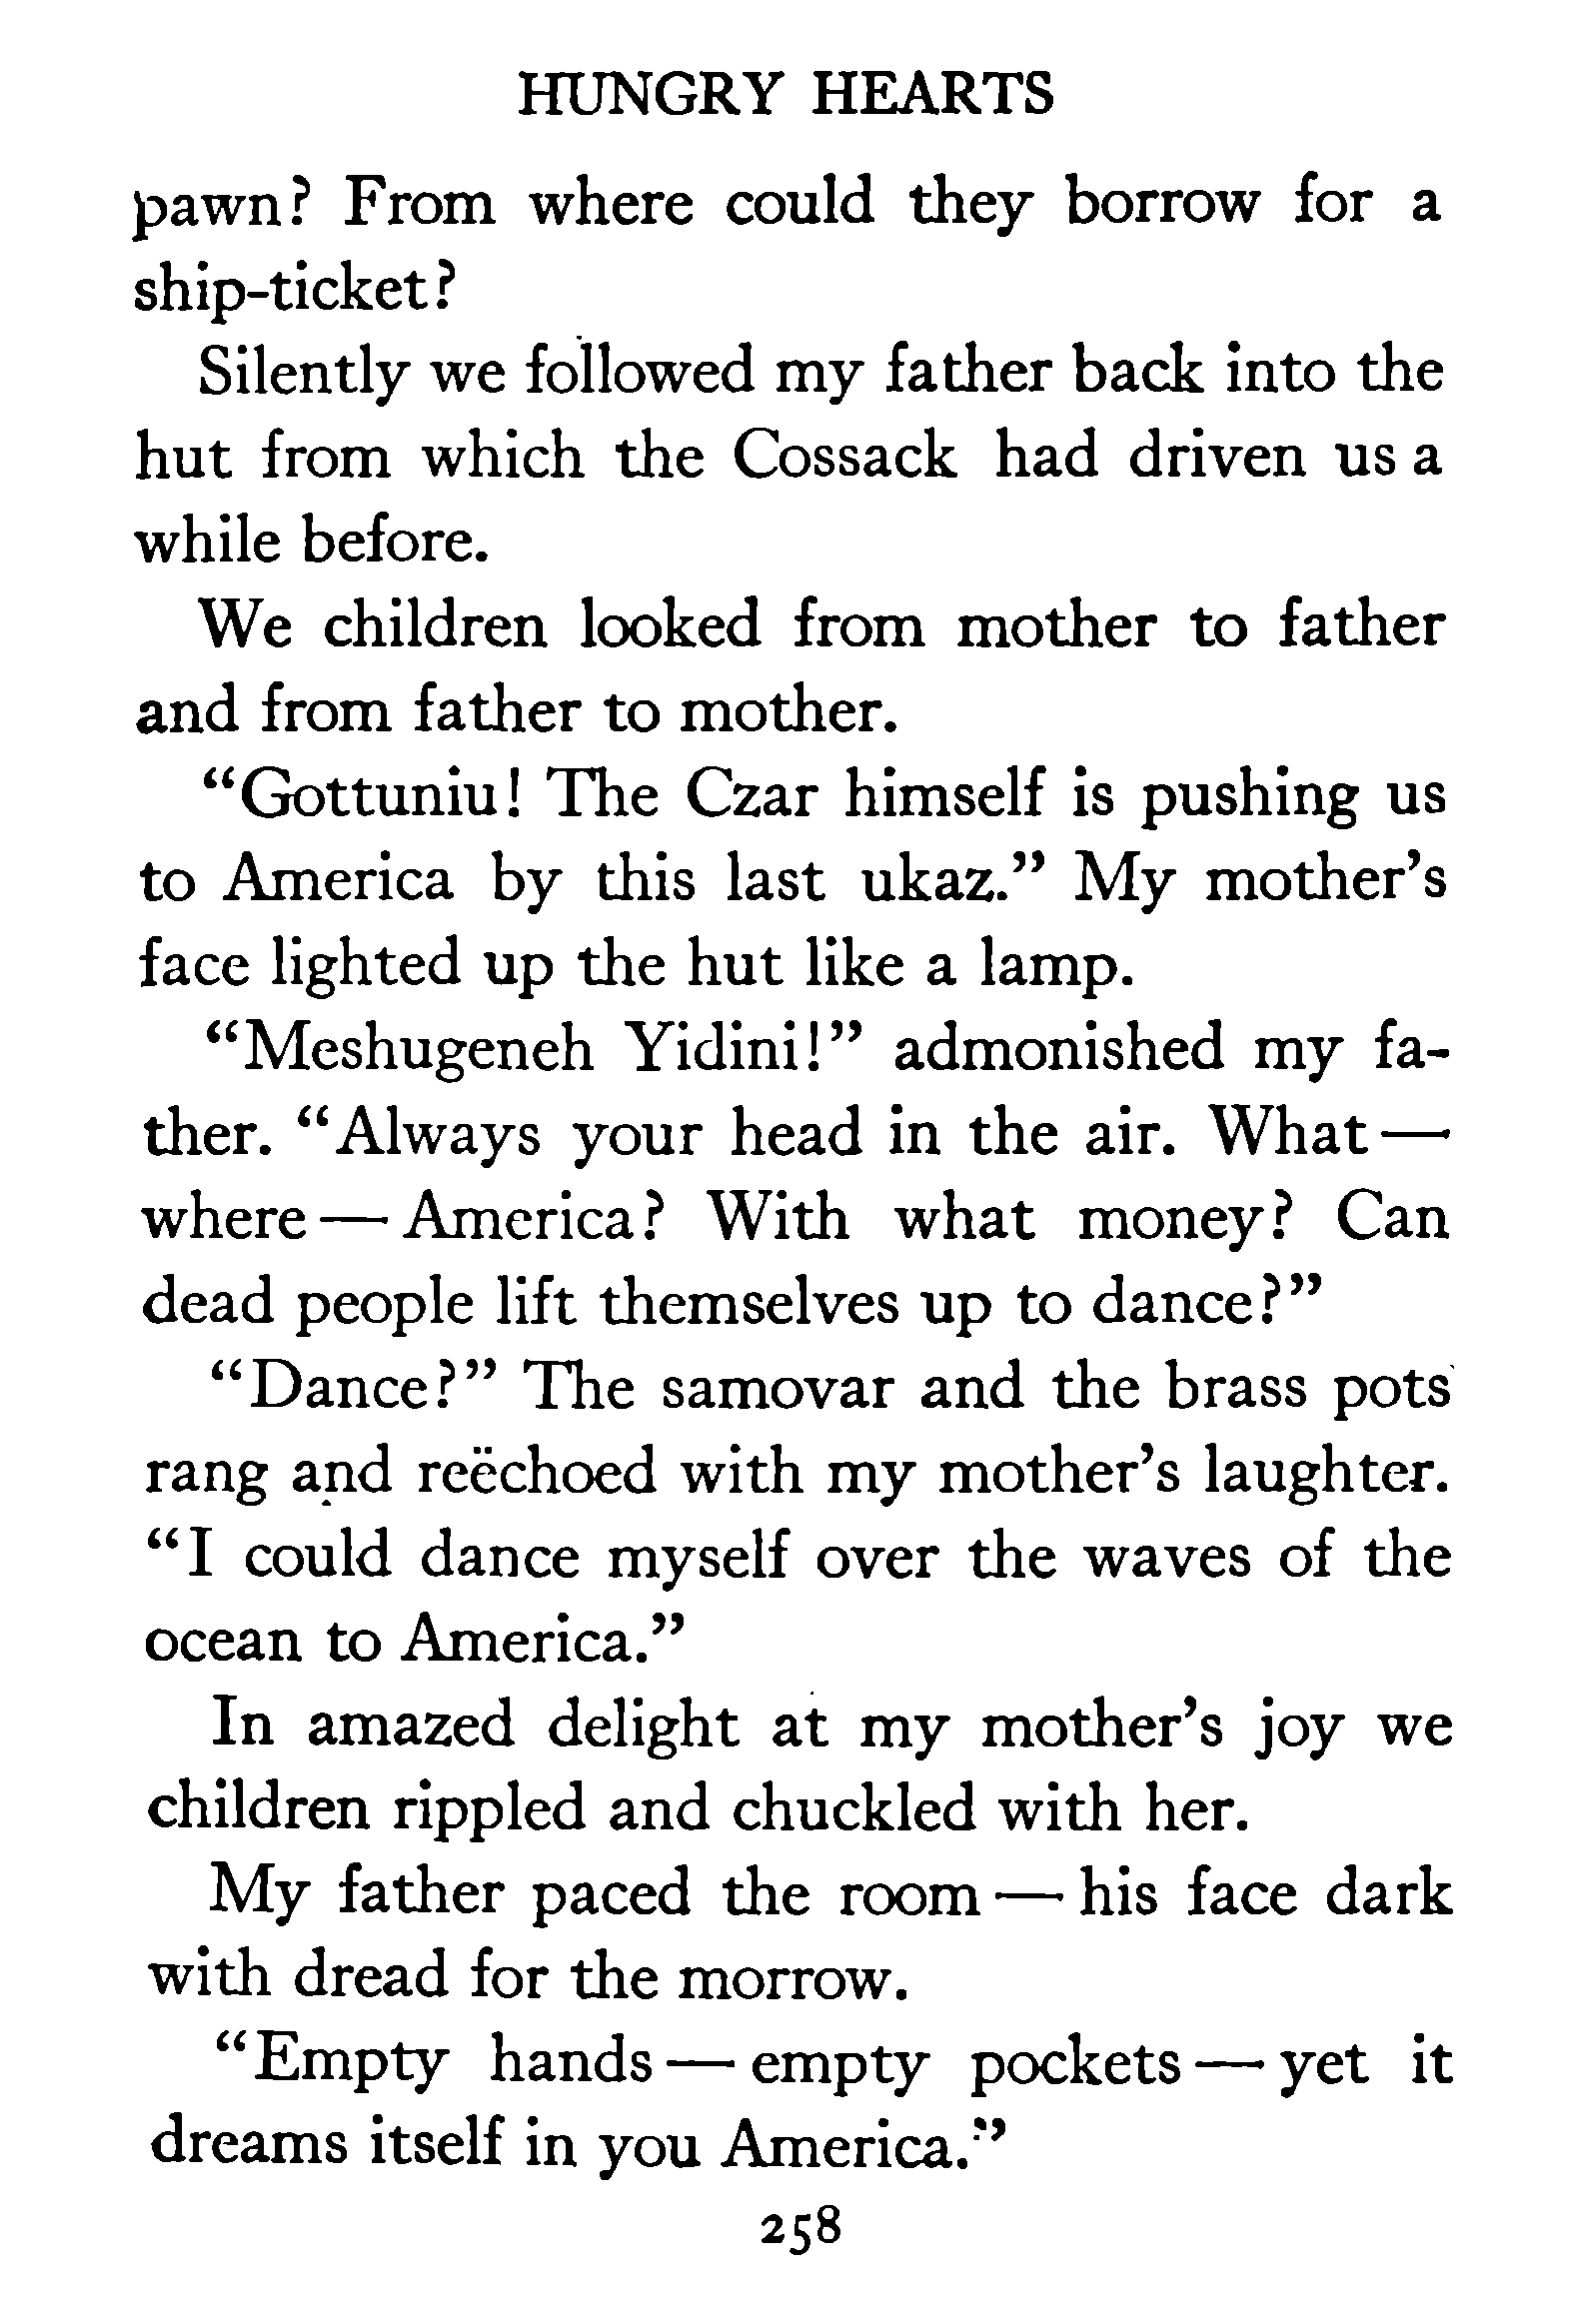 HUNGRY HEARTS
pawn? From where could they borrow for a
ship-ticket?
Silently we followed my father back into the
hut from which the Cossack had driven us a
while before.
We children looked from mother to father
and from father to mother.
“Gottuniu! The Czar himself is pushing us
to America by this last ukaz.” My mother’s
face lighted up the hut like a lamp.
“Meshugeneh Yidini!” admonished my fa-
ther. “Always your head in the air. What —
where — America? With what money? Can
dead people lift themselves up to dance?”
“Dance?” The samovar and the brass pots
rang and reëchoed with my mother’s laughter.
“I could dance myself over the waves of the
ocean to America.”
In amazed delight at my mother’s joy we
children rippled and chuckled with her.
My father paced the room — his face dark
with dread for the morrow.
“Empty hands — empty pockets — yet it
dreams itself in you America.”
258